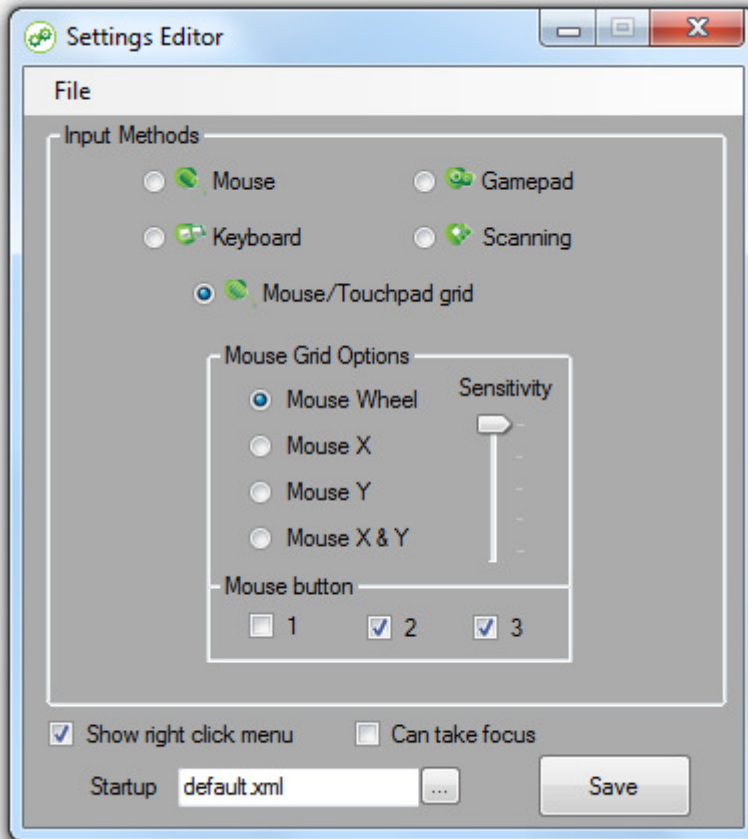 Settings Editor
File
Input Methods
Mouse Gamepad
Keyboard Scanning
Mouse/Touchpad grid
Mouse Grid Options
Mouse Wheel Sensitivity
Mouse X
Mouse Y
Mouse X & Y
Mouse button
1 2 3
Show right click menu Can take focus
Startup default.xml ... Save